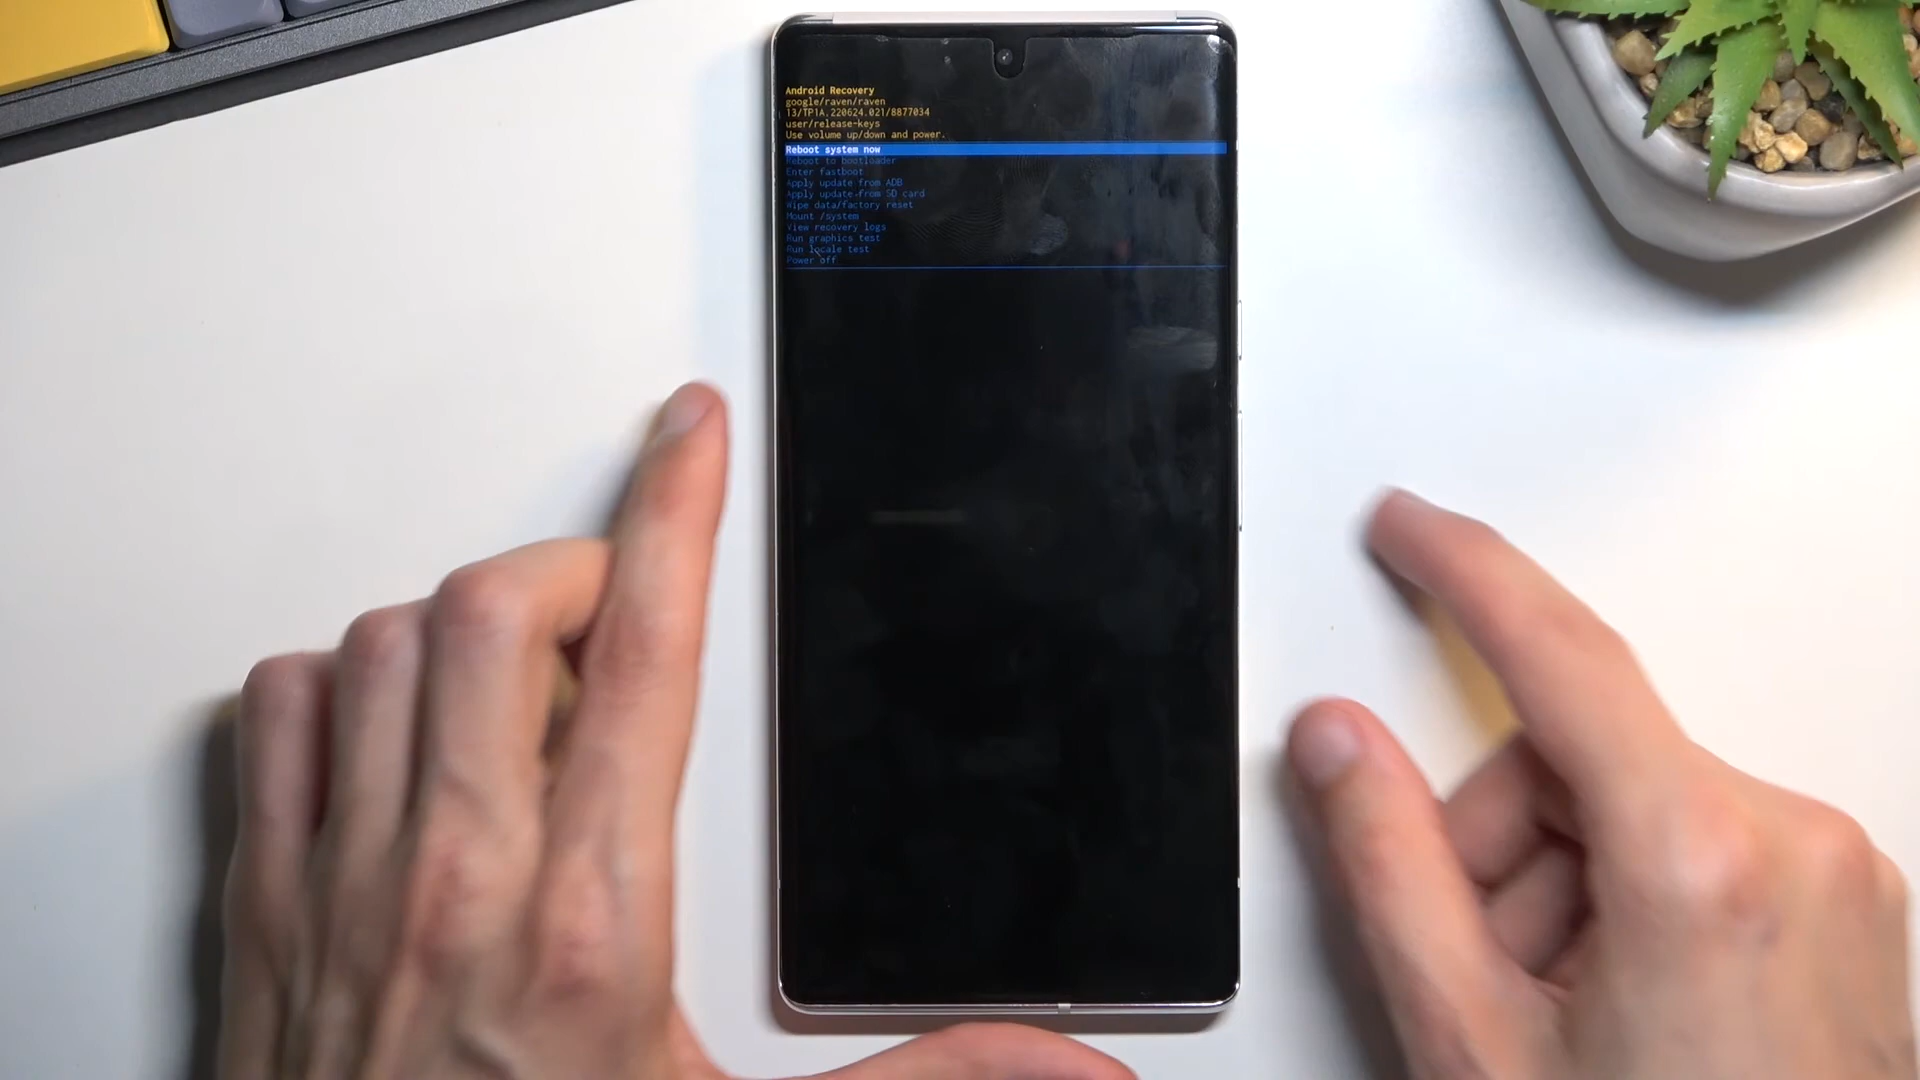 Android Recovery
google/raven/raven
13/TP1A.220624.021/8877034
user/release-keys
Use volume up/down and power.
Reboot system now
Reboot to bootloader
Enter fastboot
Apply update from ADB
Apply update from SD card
Wipe data/factory reset
Mount /system
View recovery logs
Run graphics test
Run locale test
Power off